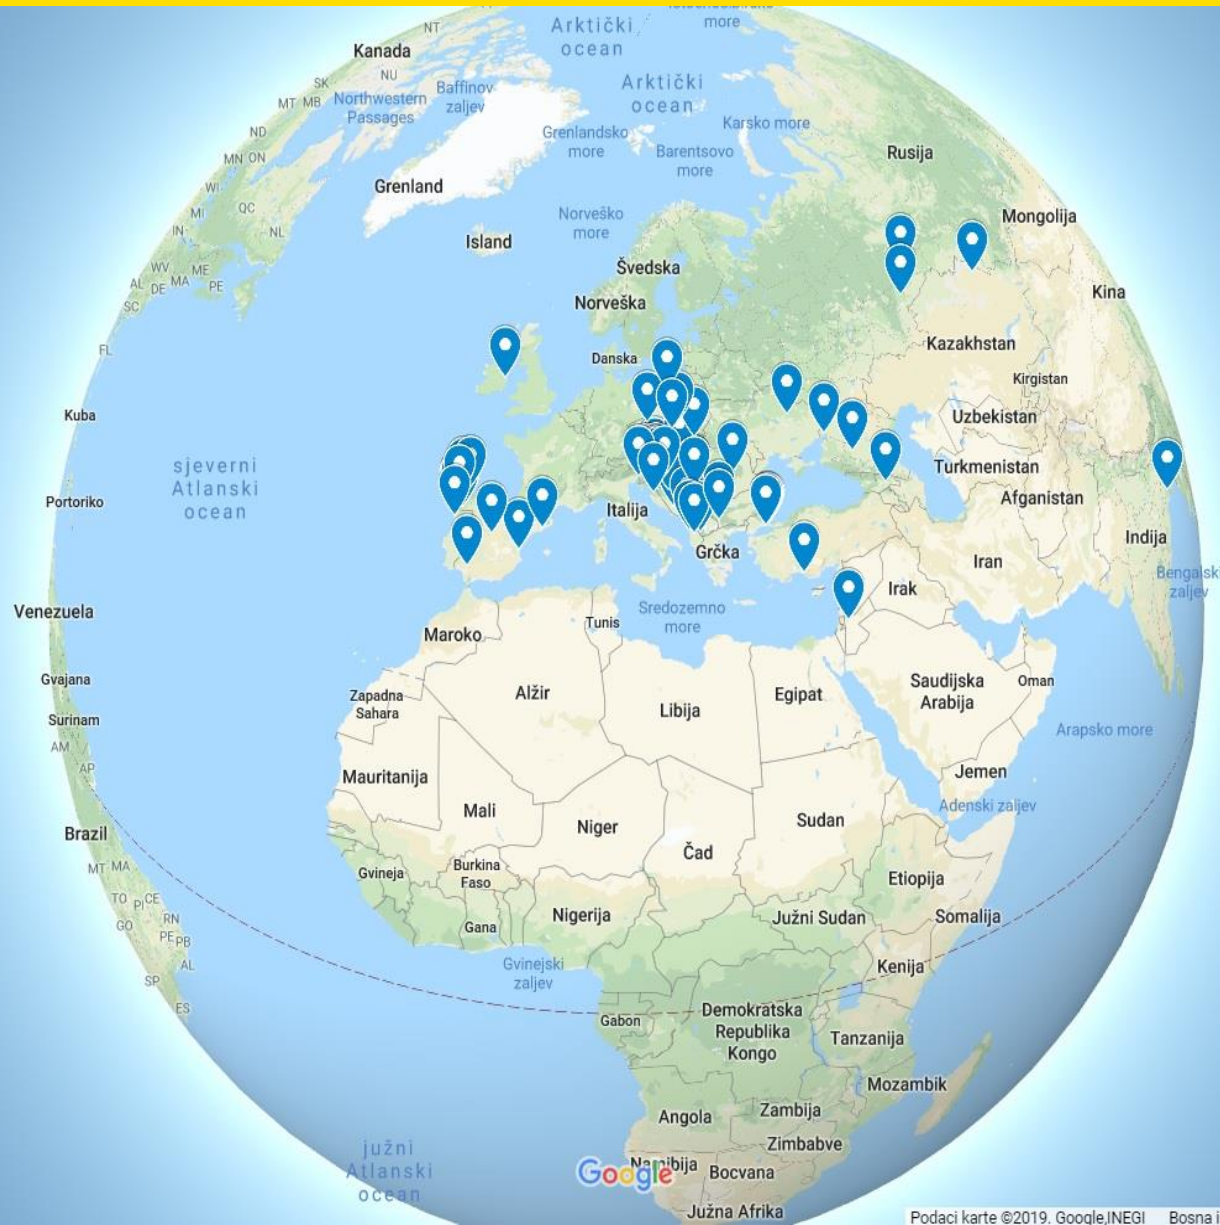 NT
more
Arktički
ocean
Kanada
NU
SK
MT MB
Northwestern
Passages
Baffinov
zaljev
Arktički
ocean
Karsko more
Grenlandsko
more
Barentsovo
more
ND
MN ON
WI
MI
IN
QC
NL
Rusija
Grenland
Norveško
more
Mongolija
Island
WV
ME
AL
DE
MA
PE
SC
Švedska
Norveška
Kina
FL
Danska
Kazahstan
Kirgistan
Kuba
Uzbekistan
sjeverni
Atlanski
ocean
Turkmenistan
Portoriko
Afganistan
Italija
Indija
Grčka
Iran
Bengalski
zaljev
Irak
Venezuela
Sredozemno
more
Tunis
Maroko
Gvajana
Zapadna
Sahara
Alžir
Libija
Egipat
Saudijska
Arabija
Oman
Surinam
AM
AP
Arapsko more
Mauritanija
Jemen
Mali
Niger
Čad
Sudan
Adenski zaljev
Brazil
MT MA
TO
PI
CE
RN
GO
PE
PB
AL
SP
ES
Gvineja
Burkina
Faso
Etiopija
Gana
Nigerija
Južni Sudan
Somalija
Gvinejski
zaljev
Kenija
Gabon
Demokratska
Republika
Kongo
Tanzanija
Mozambik
Angola
Zambija
Zimbabve
južni
Atlanski
ocean
Google
Namibija
Bocvana
Južna Afrika
Podaci karte ©2019. Google,INEGI Bosna i